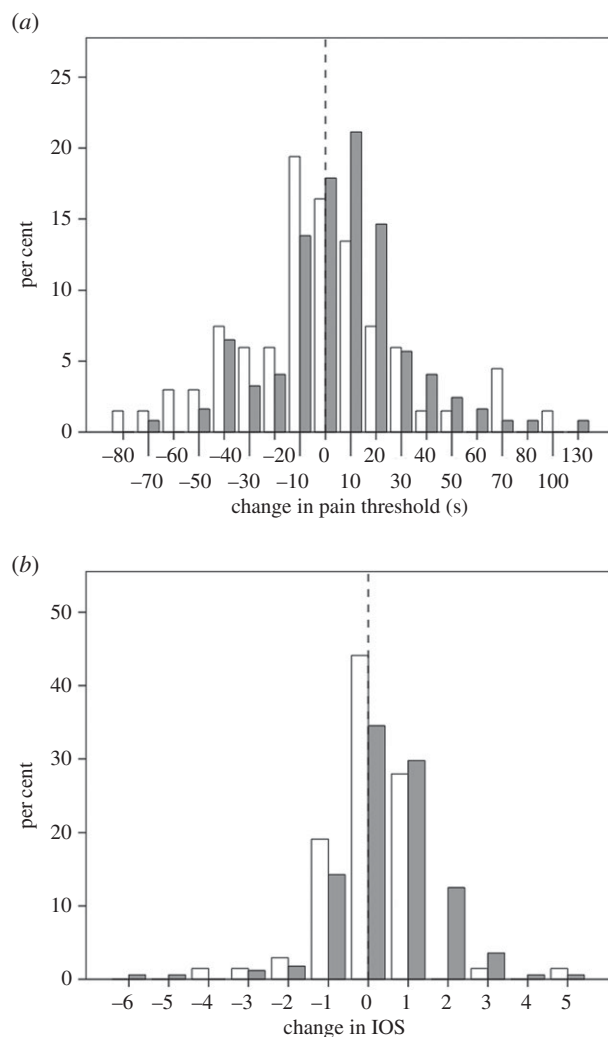 (a)
25
20
15
10
5
0
per cent
–80 –60 –40 –20 0 20 40 60 80 130
–70 –50 –30 –10 10 30 50 70 100
change in pain threshold (s)
(b)
50
40
30
20
10
0
per cent
–6 –5 –4 –3 –2 –1 0 1 2 3 4 5
change in IOS